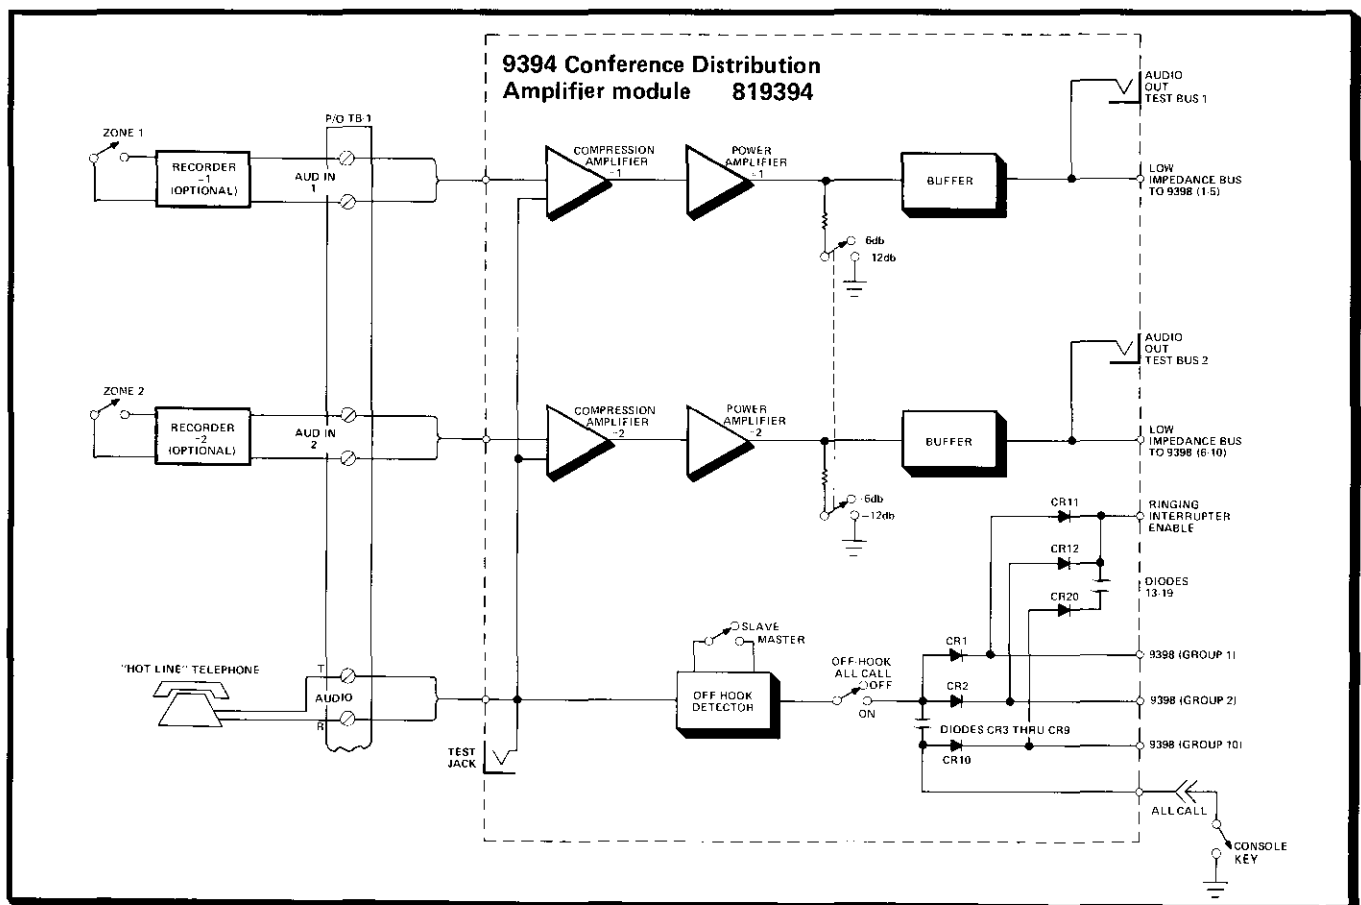 9394 Conference Distribution
Amplifier module 819394
AUDIO
OUT
TEST BUS 1
P/O TB-1
ZONE 1
RECORDER
-1
(OPTIONAL)
AUD IN
1
COMPRESSION
AMPLIFIER
-1
POWER
AMPLIFIER
-1
BUFFER
LOW
IMPEDANCE BUS
TO 9398 (1-5)
6db
12db
AUDIO
OUT
TEST BUS 2
ZONE 2
RECORDER
-2
(OPTIONAL)
AUD IN
2
COMPRESSION
AMPLIFIER
-2
POWER
AMPLIFIER
-2
BUFFER
LOW
IMPEDANCE BUS
TO 9398 (6-10)
-6db
-12db
CR11
RINGING
INTERRUPTER
ENABLE
CR12
DIODES
13-19
CR20
SLAVE
MASTER
"HOT LINE" TELEPHONE
T
AUDIO
R
OFF HOOK
DETECTOR
OFF-HOOK
ALL CALL
OFF
ON
CR1
9398 (GROUP 1)
CR2
9398 (GROUP 2)
DIODES CR3 THRU CR9
9398 (GROUP 10)
CR10
TEST
JACK
ALL CALL
CONSOLE
KEY